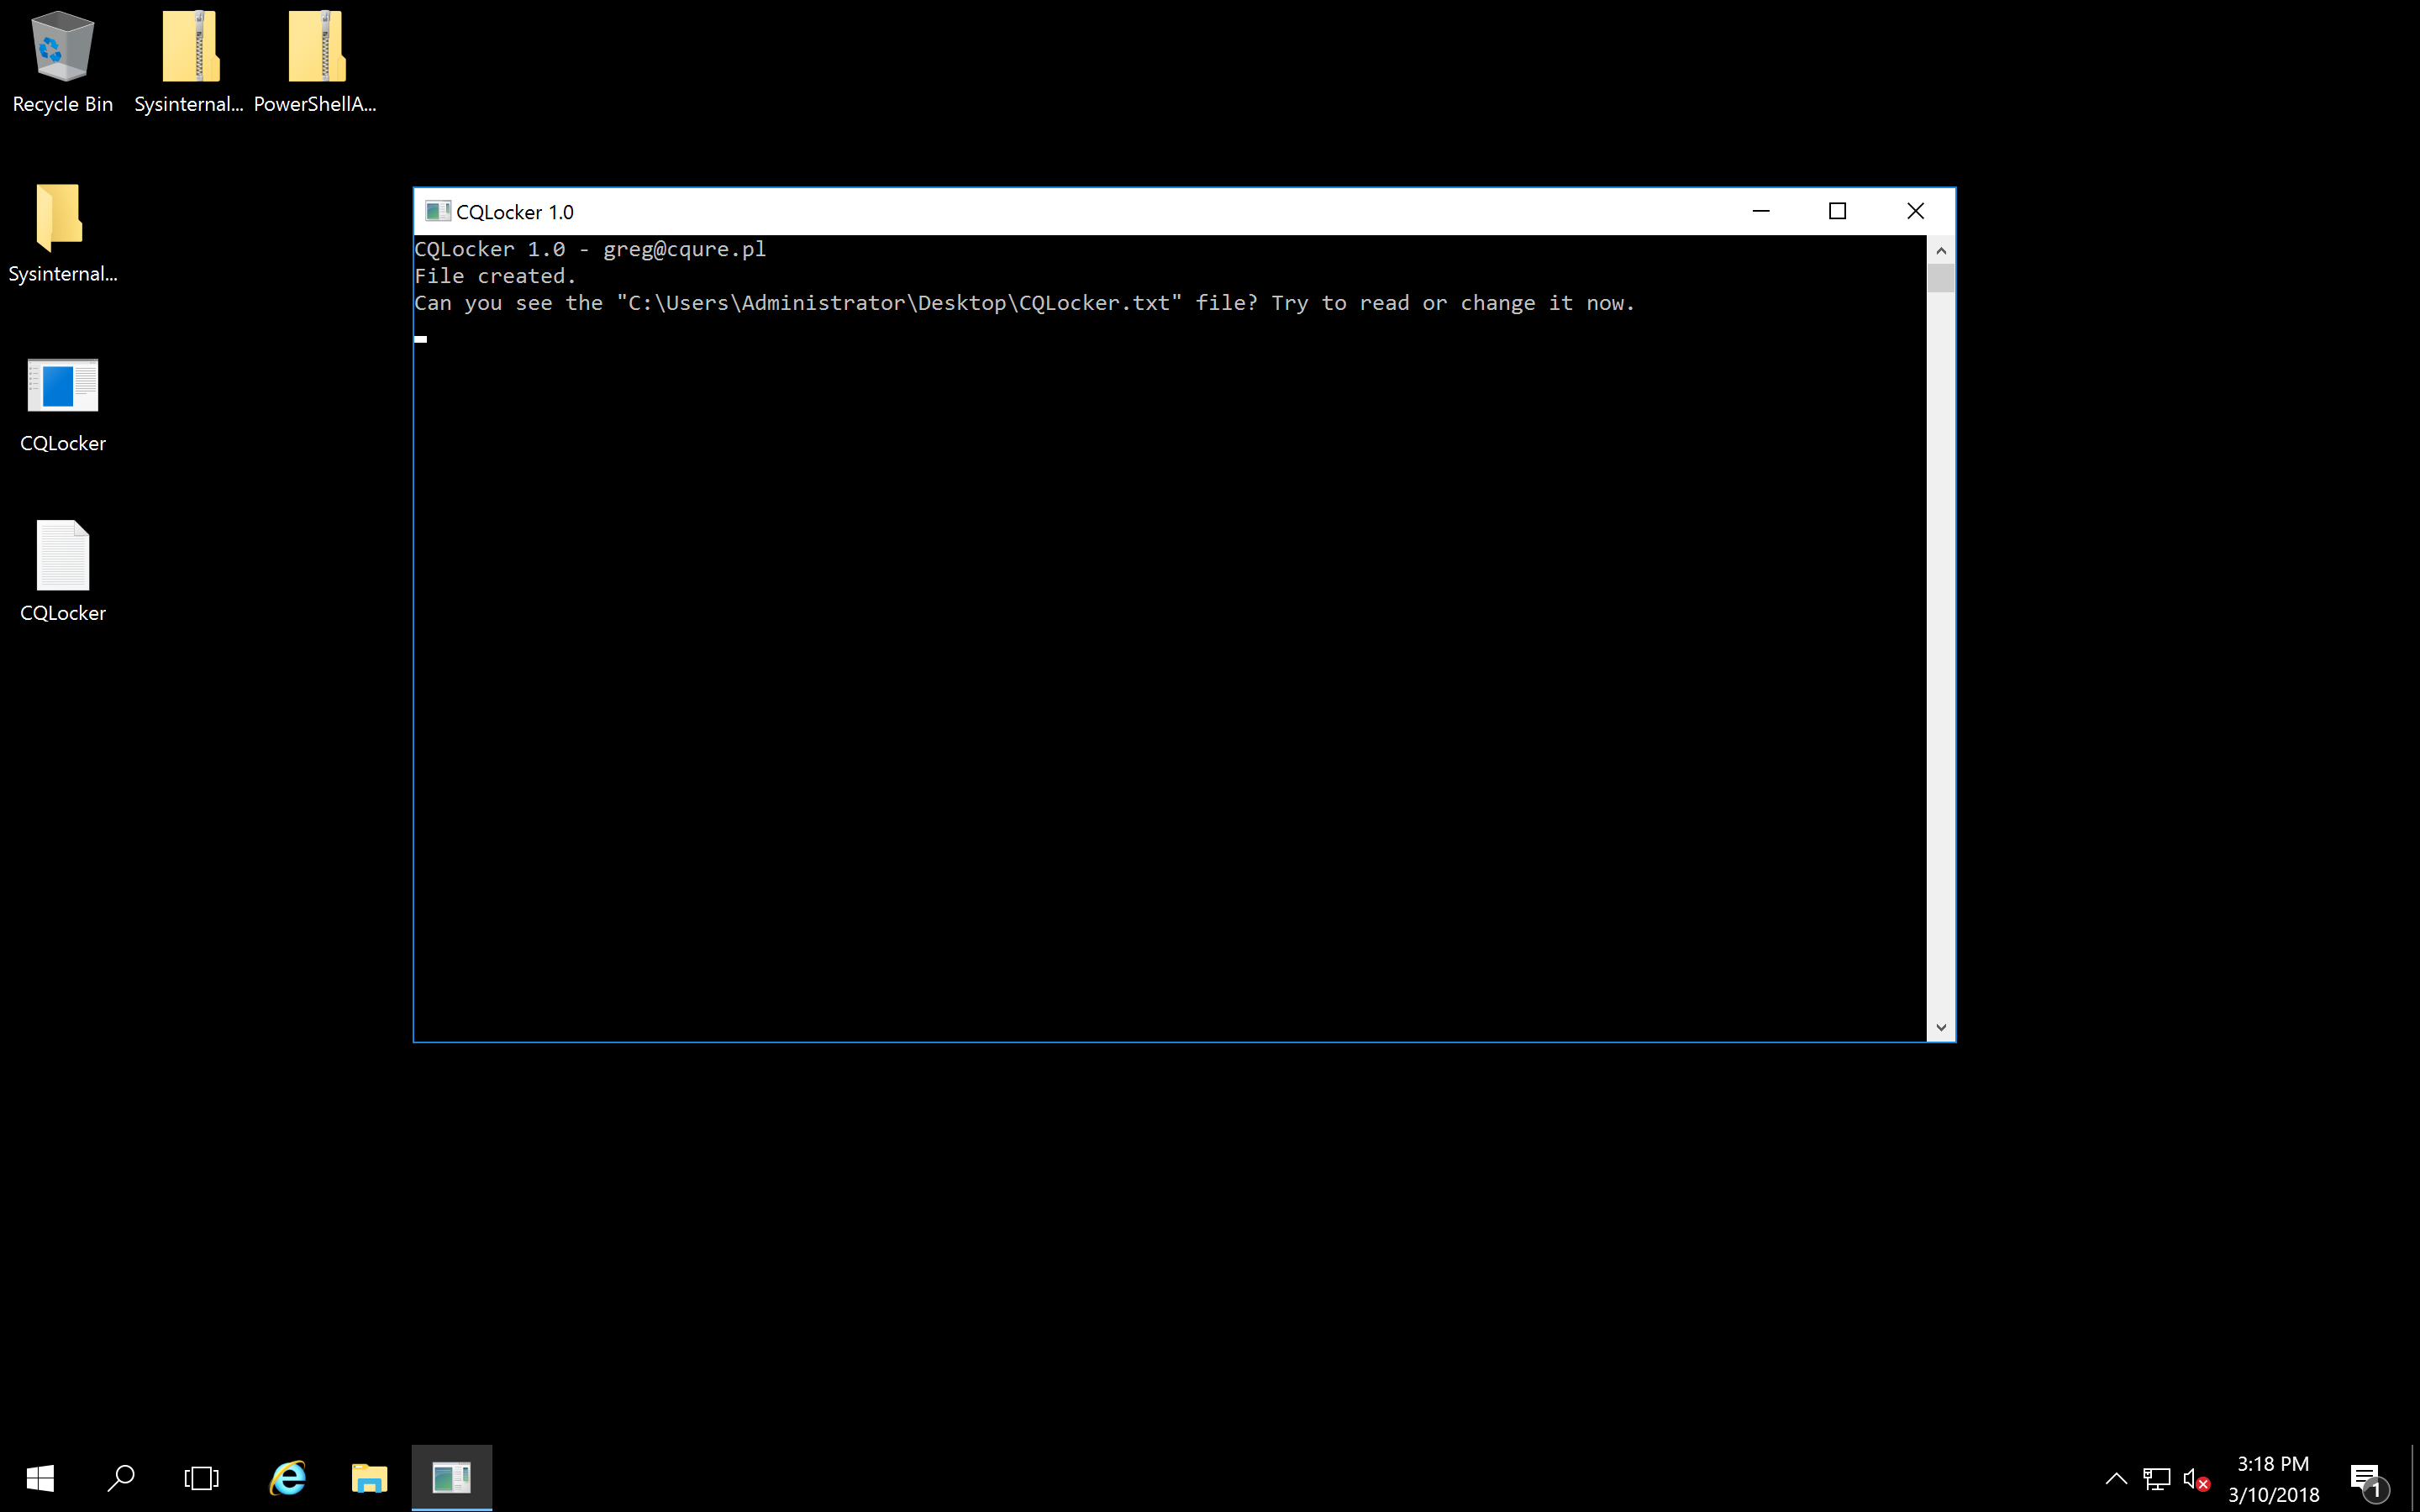 Recycle Bin
Sysinternal...
PowerShellA...
Sysinternal...
CQLocker
CQLocker
CQLocker 1.0
CQLocker 1.0 - greg@cqure.pl
File created.
Can you see the "C:\Users\Administrator\Desktop\CQLocker.txt" file? Try to read or change it now.
3:18 PM
3/10/2018
1